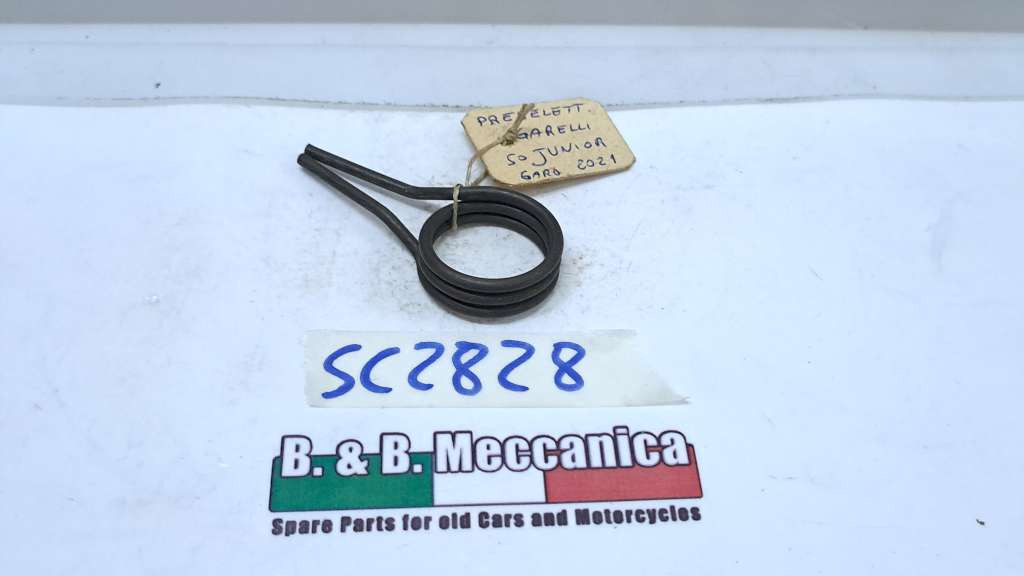 PRESELETT.
GARELLI
50 JUNIOR
GARD. 2021
SC2828
B. & B. Meccanica
Spare Parts for old Cars and Motorcycles